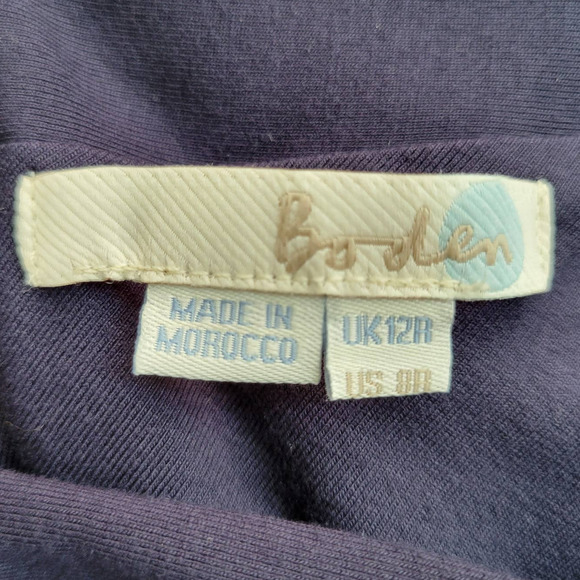 Boden
MADE IN
MOROCCO
UK12R
US 8R